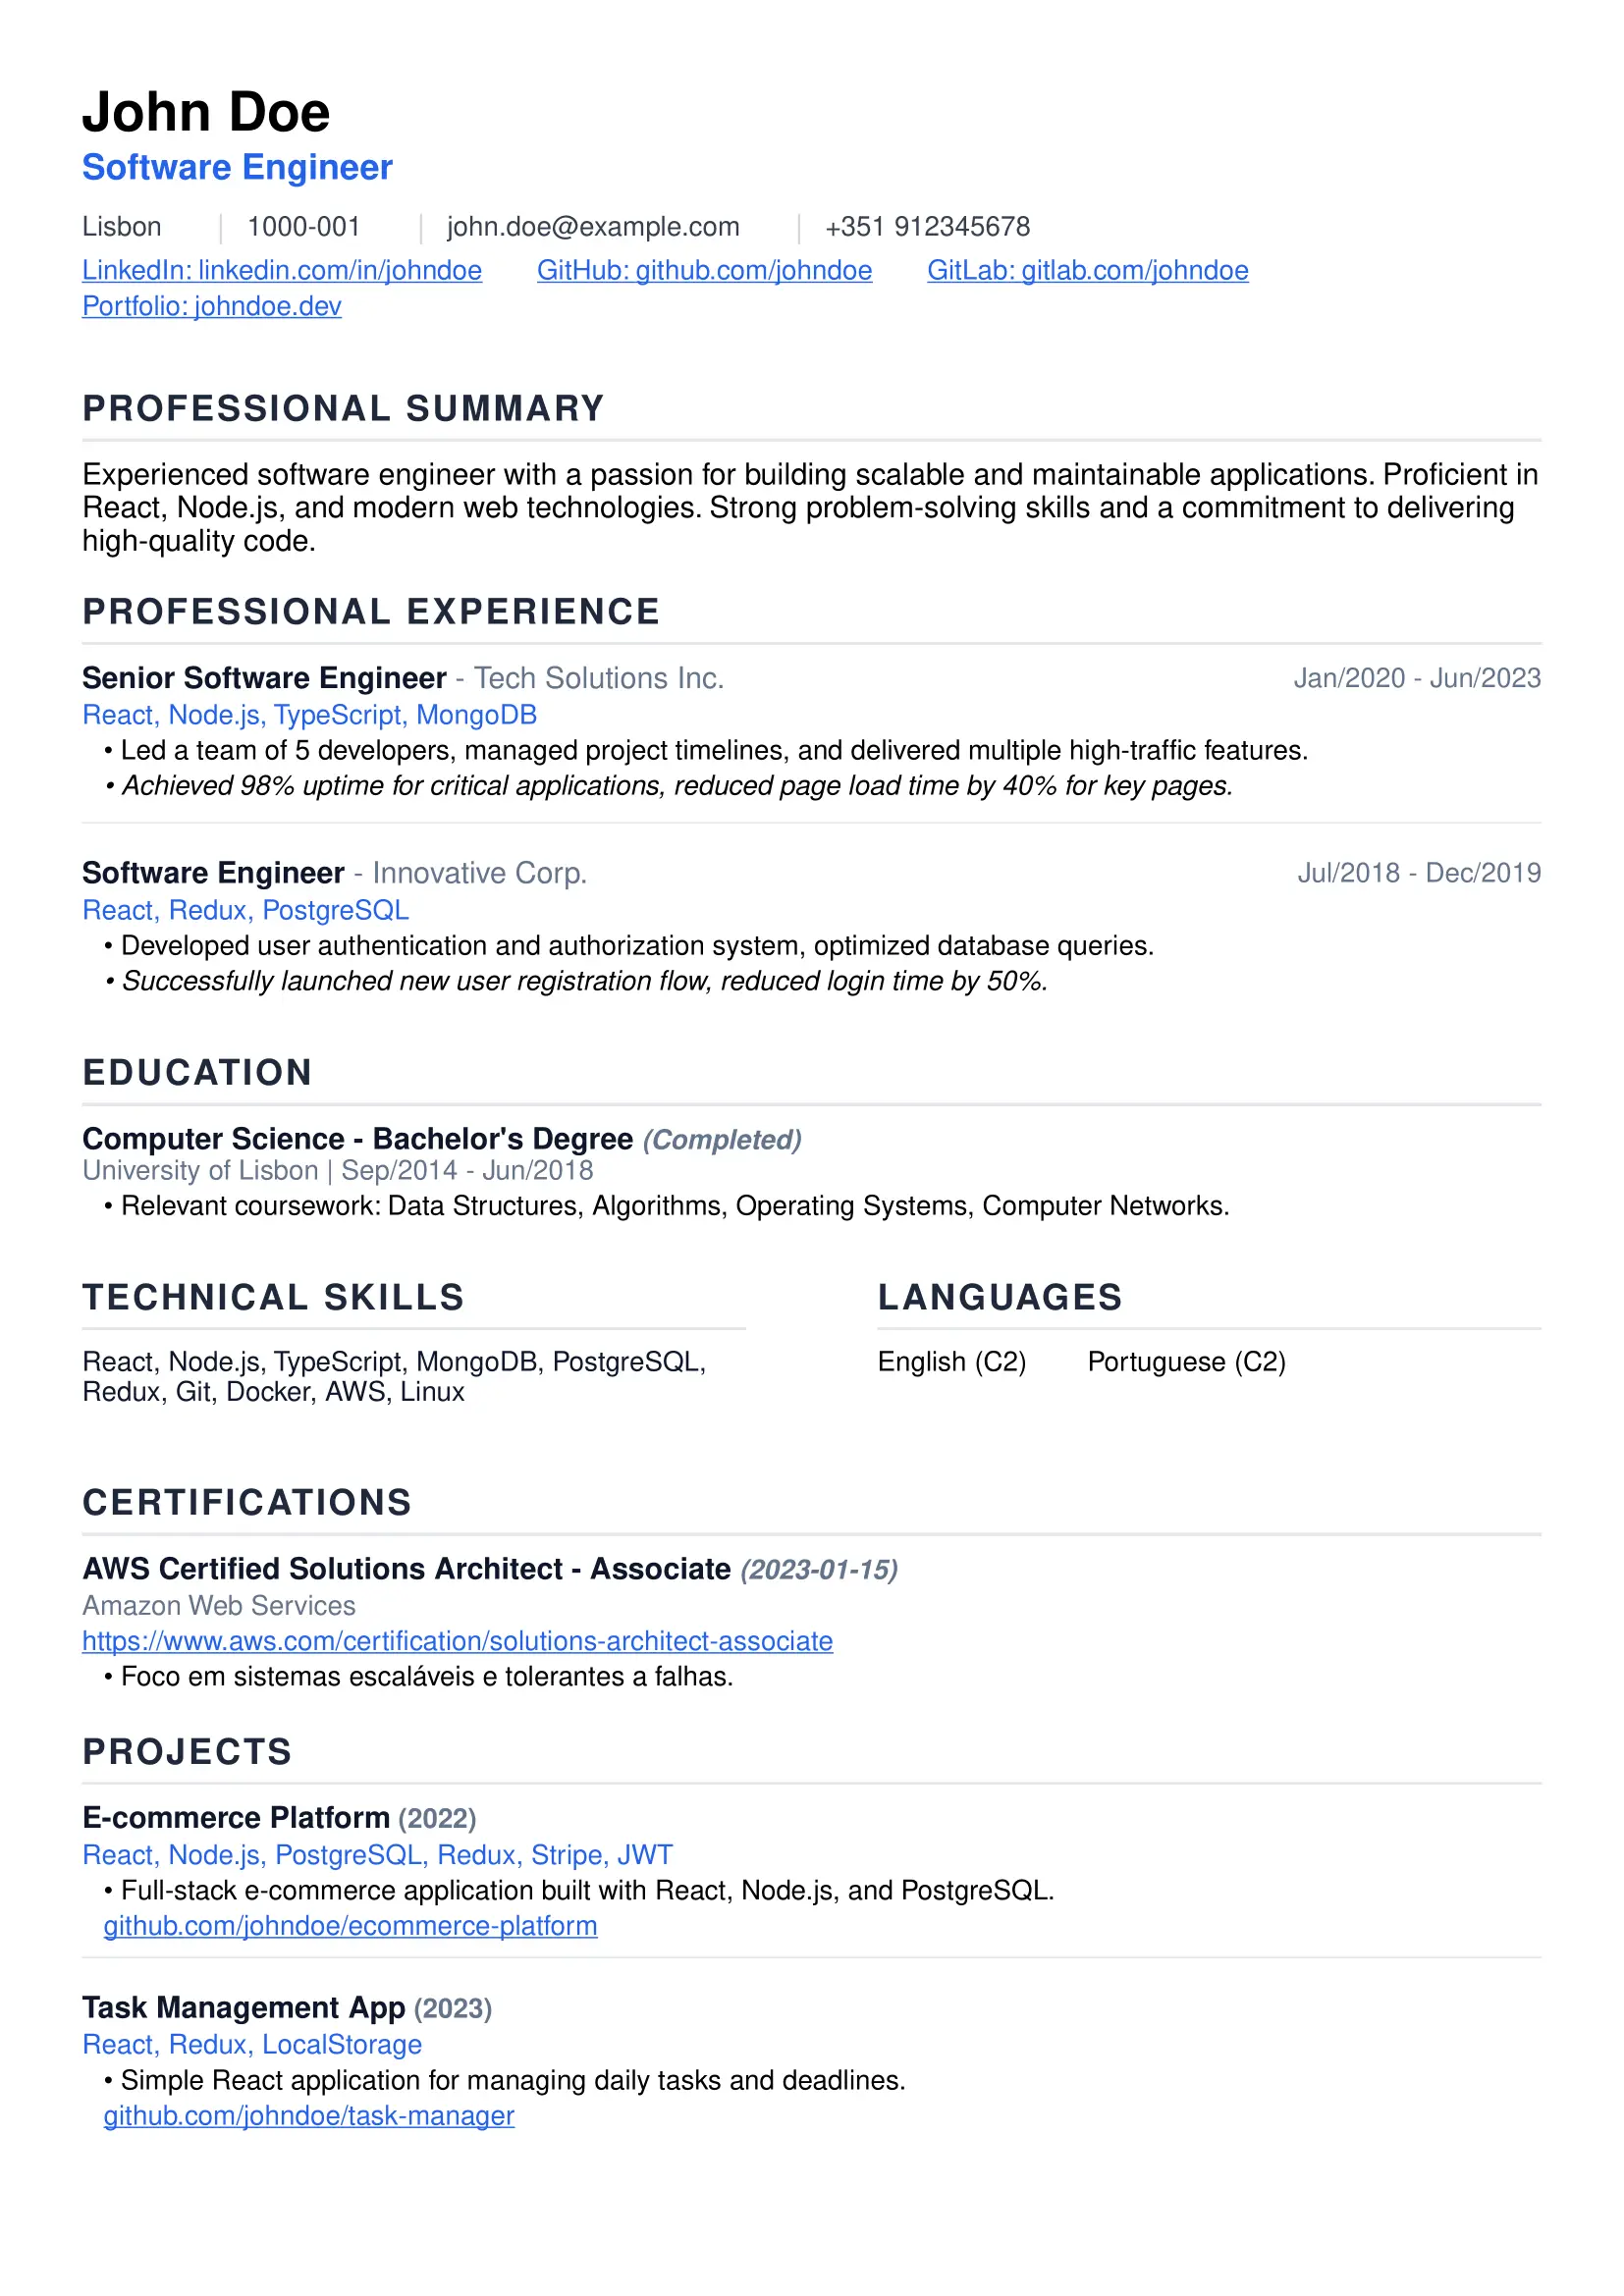 John Doe
Software Engineer
Lisbon | 1000-001 | john.doe@example.com | +351 912345678
LinkedIn: linkedin.com/in/johndoe GitHub: github.com/johndoe GitLab: gitlab.com/johndoe
Portfolio: johndoe.dev
PROFESSIONAL SUMMARY
Experienced software engineer with a passion for building scalable and maintainable applications. Proficient in
React, Node.js, and modern web technologies. Strong problem-solving skills and a commitment to delivering
high-quality code.
PROFESSIONAL EXPERIENCE
Senior Software Engineer - Tech Solutions Inc. Jan/2020 - Jun/2023
React, Node.js, TypeScript, MongoDB
• Led a team of 5 developers, managed project timelines, and delivered multiple high-traffic features.
• Achieved 98% uptime for critical applications, reduced page load time by 40% for key pages.
Software Engineer - Innovative Corp. Jul/2018 - Dec/2019
React, Redux, PostgreSQL
• Developed user authentication and authorization system, optimized database queries.
• Successfully launched new user registration flow, reduced login time by 50%.
EDUCATION
Computer Science - Bachelor's Degree (Completed)
University of Lisbon | Sep/2014 - Jun/2018
• Relevant coursework: Data Structures, Algorithms, Operating Systems, Computer Networks.
TECHNICAL SKILLS
React, Node.js, TypeScript, MongoDB, PostgreSQL,
Redux, Git, Docker, AWS, Linux
LANGUAGES
English (C2) Portuguese (C2)
CERTIFICATIONS
AWS Certified Solutions Architect - Associate (2023-01-15)
Amazon Web Services
https://www.aws.com/certification/solutions-architect-associate
• Foco em sistemas escaláveis e tolerantes a falhas.
PROJECTS
E-commerce Platform (2022)
React, Node.js, PostgreSQL, Redux, Stripe, JWT
• Full-stack e-commerce application built with React, Node.js, and PostgreSQL.
github.com/johndoe/ecommerce-platform
Task Management App (2023)
React, Redux, LocalStorage
• Simple React application for managing daily tasks and deadlines.
github.com/johndoe/task-manager